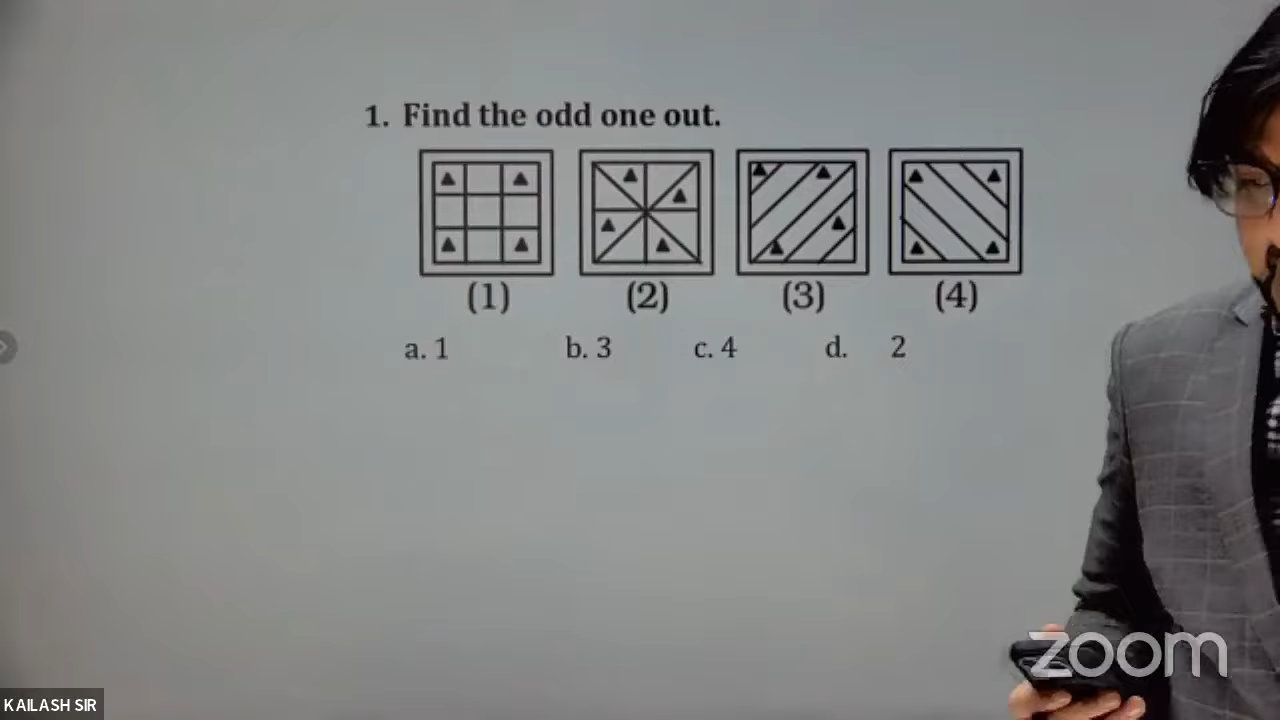 1. Find the odd one out.
(1) (2) (3) (4)
a. 1 b. 3 c. 4 d. 2
zoom
KAILASH SIR